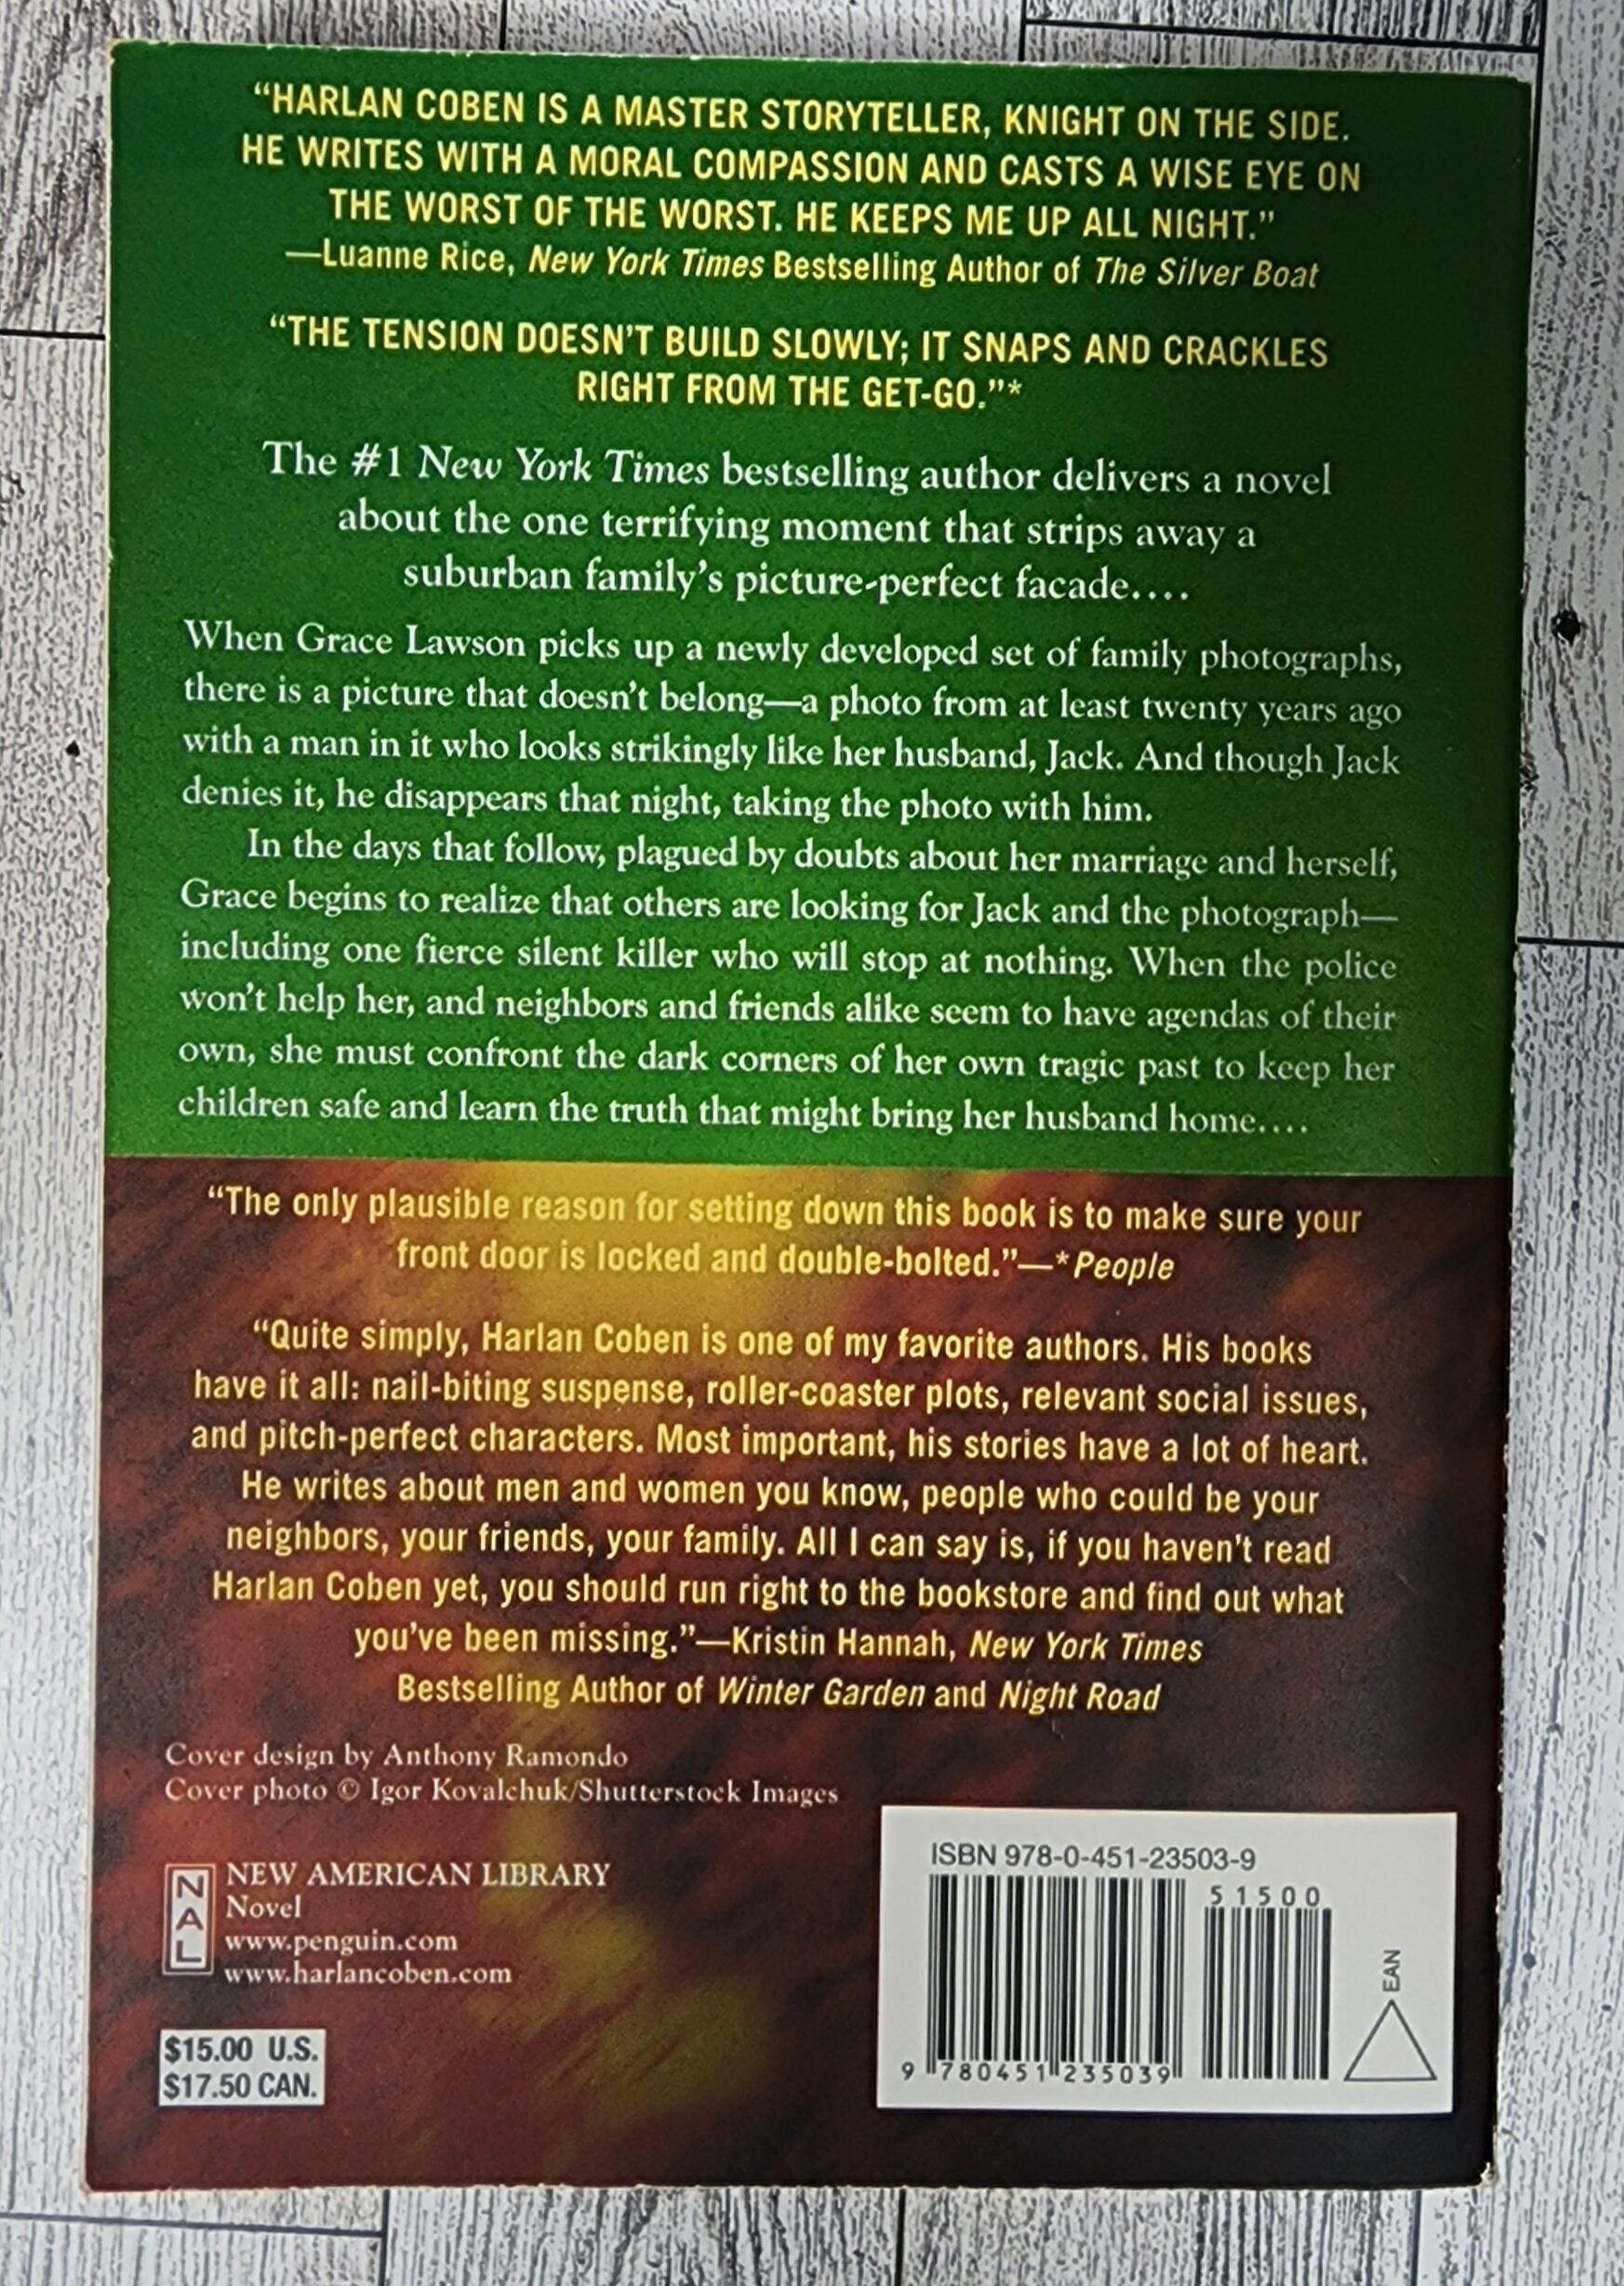 “HARLAN COBEN IS A MASTER STORYTELLER, KNIGHT ON THE SIDE.
HE WRITES WITH A MORAL COMPASSION AND CASTS A WISE EYE ON
THE WORST OF THE WORST. HE KEEPS ME UP ALL NIGHT.”
—Luanne Rice, New York Times Bestselling Author of The Silver Boat
“THE TENSION DOESN'T BUILD SLOWLY; IT SNAPS AND CRACKLES
RIGHT FROM THE GET-GO.”*
The #1 New York Times bestselling author delivers a novel
about the one terrifying moment that strips away a
suburban family's picture-perfect facade....
When Grace Lawson picks up a newly developed set of family photographs,
there is a picture that doesn't belong—a photo from at least twenty years ago
with a man in it who looks strikingly like her husband, Jack. And though Jack
denies it, he disappears that night, taking the photo with him.
In the days that follow, plagued by doubts about her marriage and herself,
Grace begins to realize that others are looking for Jack and the photograph—
including one fierce silent killer who will stop at nothing. When the police
won't help her, and neighbors and friends alike seem to have agendas of their
own, she must confront the dark corners of her own tragic past to keep her
children safe and learn the truth that might bring her husband home....
“The only plausible reason for setting down this book is to make sure your
front door is locked and double-bolted.”—*People
“Quite simply, Harlan Coben is one of my favorite authors. His books
have it all: nail-biting suspense, roller-coaster plots, relevant social issues,
and pitch-perfect characters. Most important, his stories have a lot of heart.
He writes about men and women you know, people who could be your
neighbors, your friends, your family. All I can say is, if you haven't read
Harlan Coben yet, you should run right to the bookstore and find out what
you've been missing.”—Kristin Hannah, New York Times
Bestselling Author of Winter Garden and Night Road
Cover design by Anthony Ramondo
Cover photo © Igor Kovalchuk/Shutterstock Images
NAL
NEW AMERICAN LIBRARY
Novel
www.penguin.com
www.harlancoben.com
$15.00 U.S.
$17.50 CAN.
ISBN 978-0-451-23503-9
51500
EAN
9 780451 235039